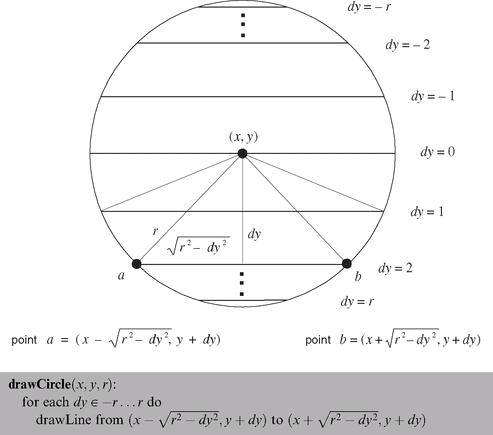 dy = − r
dy = − 2
dy = − 1
(x, y)
dy = 0
dy = 1
r
√r² − dy²
dy
a
b
dy = 2
dy = r
point a = (x − √r² − dy², y + dy)
point b = (x + √r² − dy², y + dy)
drawCircle(x, y, r):
for each dy ∈ −r…r do
drawLine from (x − √r² − dy², y + dy) to (x + √r² − dy², y + dy)